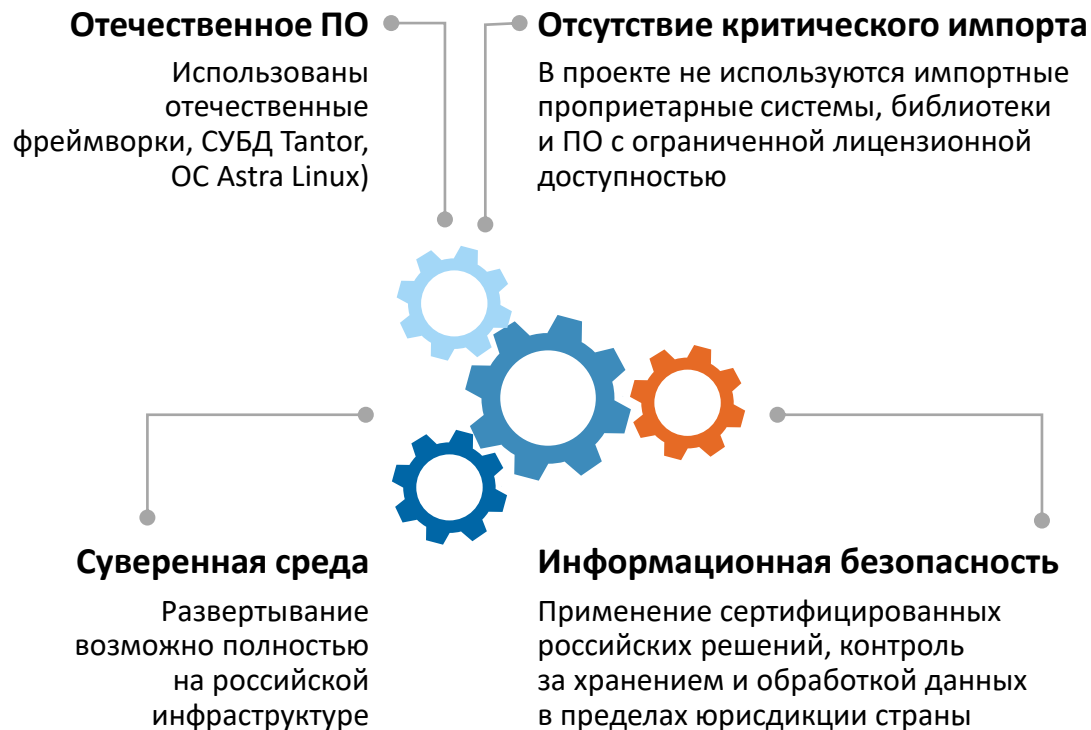 Отечественное ПО
Использованы
отечественные
фреймворки, СУБД Tantor,
ОС Astra Linux)
Отсутствие критического импорта
В проекте не используются импортные
проприетарные системы, библиотеки
и ПО с ограниченной лицензионной
доступностью
Суверенная среда
Развертывание
возможно полностью
на российской
инфраструктуре
Информационная безопасность
Применение сертифицированных
российских решений, контроль
за хранением и обработкой данных
в пределах юрисдикции страны